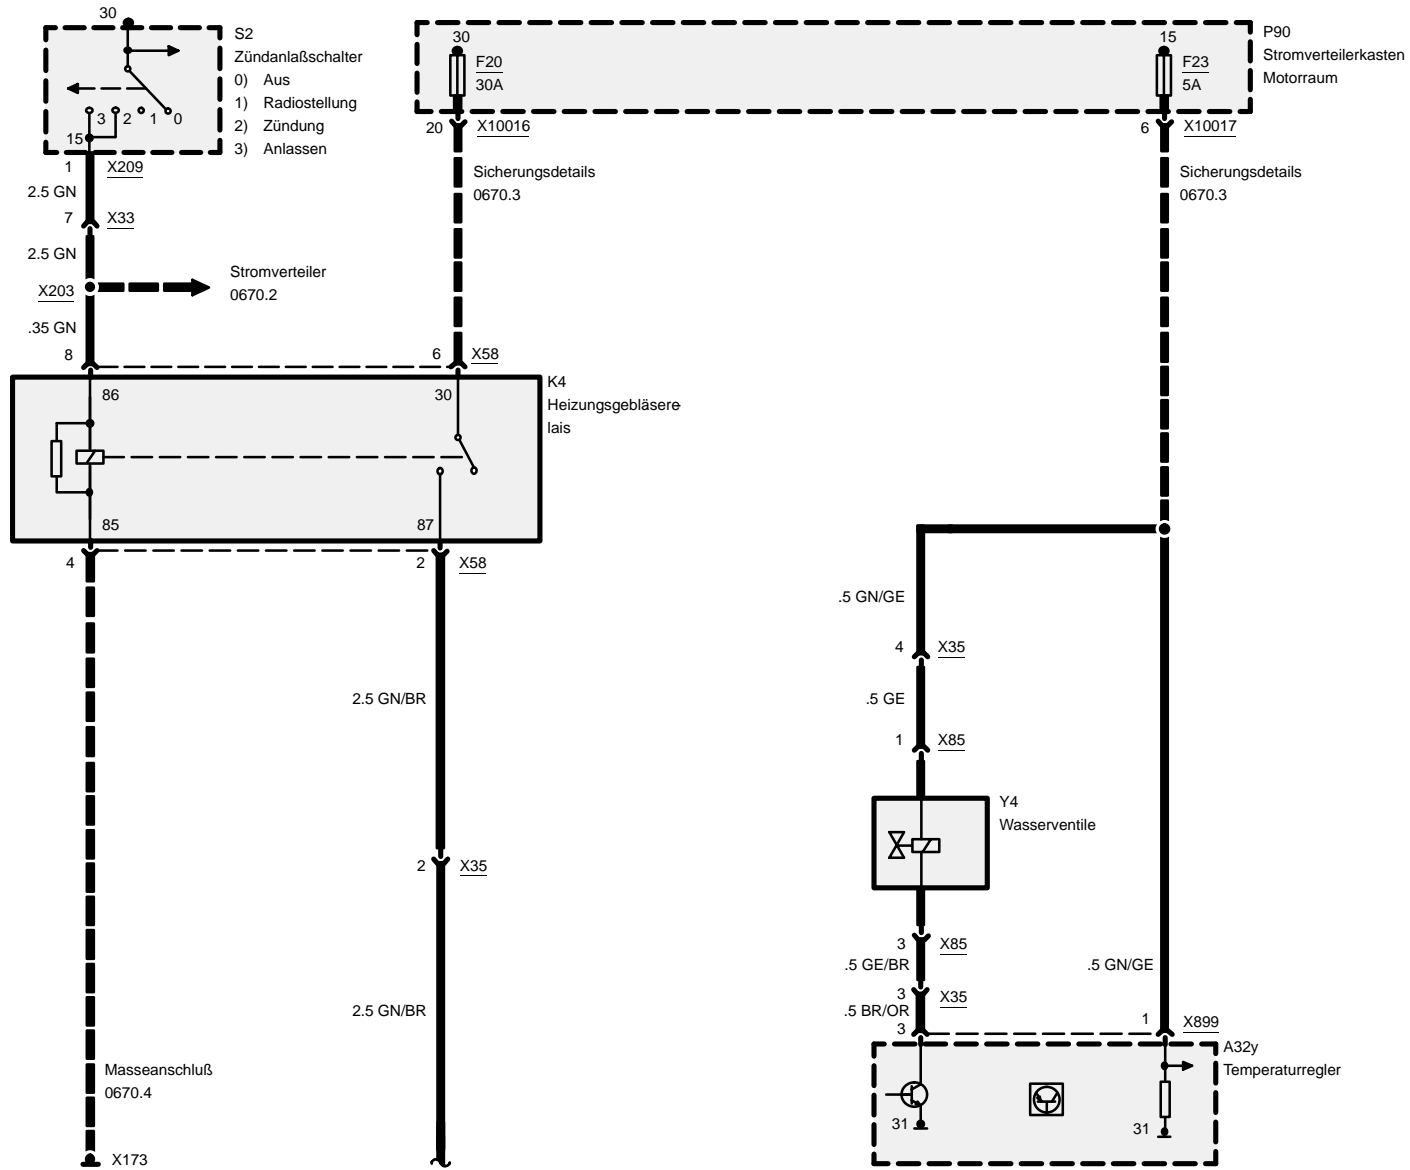 30
S2
Zündanlaßschalter
0) Aus
1) Radiostellung
2) Zündung
3) Anlassen
3 2 1 0
15
1 X209
2.5 GN
7 X33
2.5 GN
X203
Stromverteiler
0670.2
.35 GN
8
30
F20
30A
15
F23
5A
P90
Stromverteilerkasten
Motorraum
20 X10016
6 X10017
Sicherungsdetails
0670.3
Sicherungsdetails
0670.3
6 X58
K4
Heizungsgebläsere-
lais
86
30
85
87
4
2 X58
2.5 GN/BR
2 X35
2.5 GN/BR
Masseanschluß
0670.4
X173
.5 GN/GE
4 X35
.5 GE
1 X85
Y4
Wasserventile
3 X85
.5 GE/BR
3 X35
.5 BR/OR
3
.5 GN/GE
1 X899
A32y
Temperaturregler
31
31